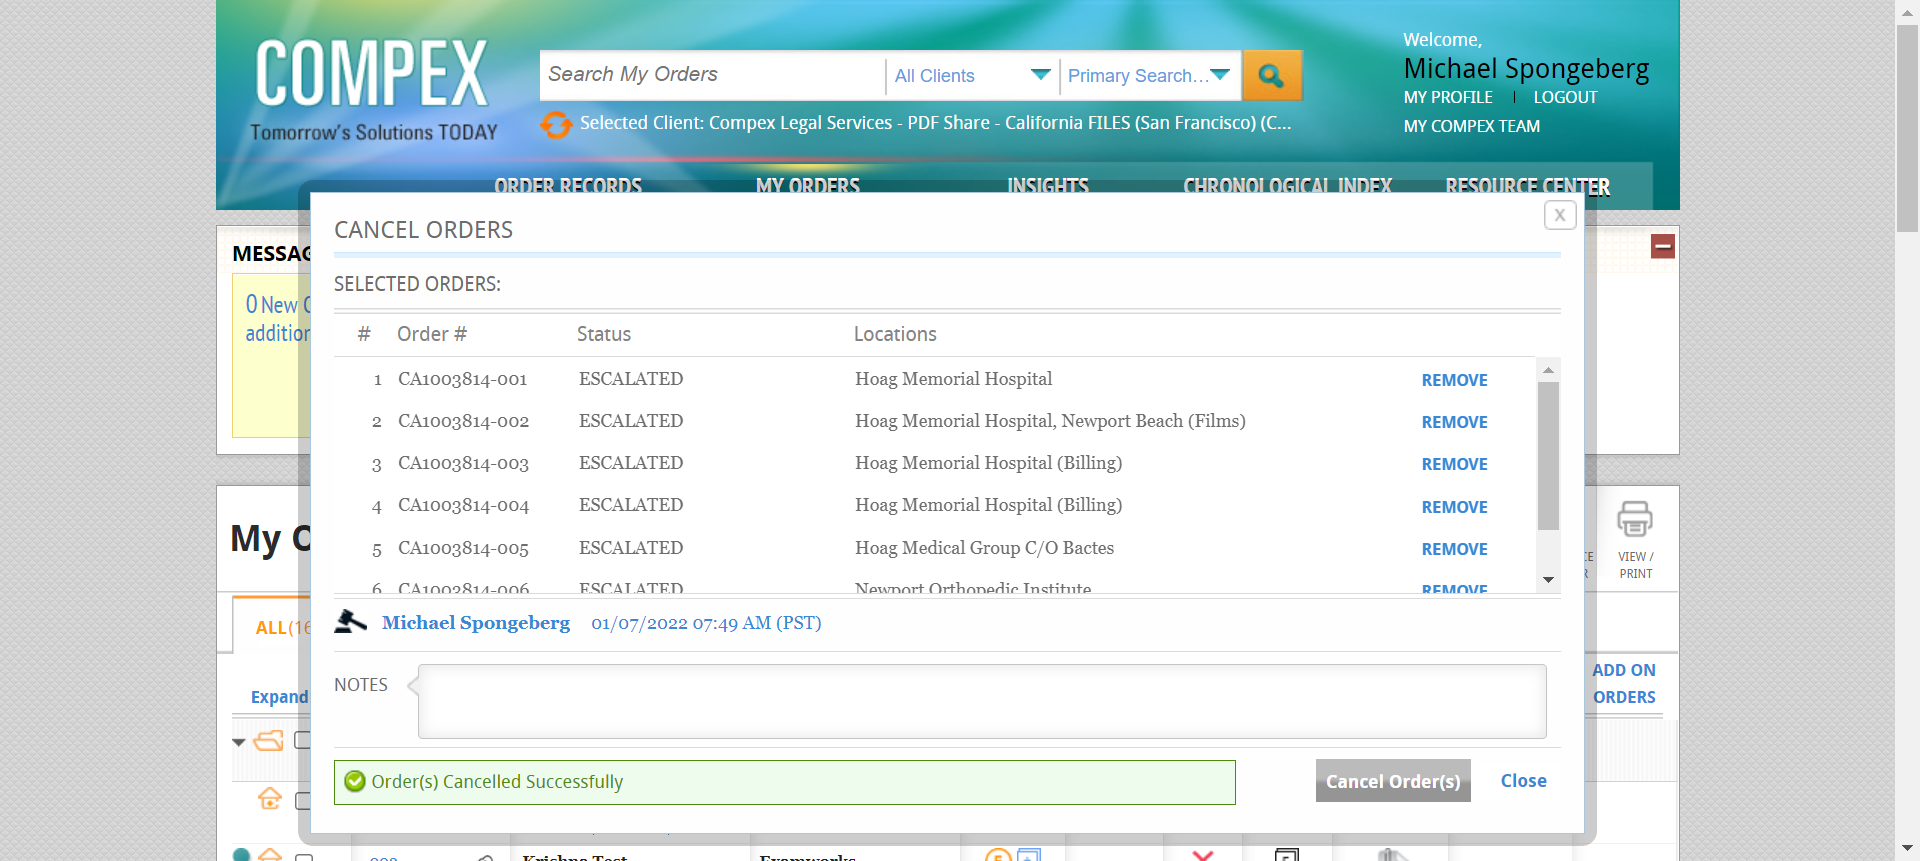 COMPEX
Tomorrow's Solutions TODAY
Search My Orders
All Clients
Primary Search...
Selected Client: Compex Legal Services - PDF Share - California FILES (San Francisco) (C...
Welcome,
Michael Spongeberg
MY PROFILE | LOGOUT
MY COMPEX TEAM
ORDER RECORDS MY ORDERS INSIGHTS CHRONOLOGICAL INDEX RESOURCE CENTER
CANCEL ORDERS
X
SELECTED ORDERS:
# Order # Status Locations
1 CA1003814-001 ESCALATED Hoag Memorial Hospital REMOVE
2 CA1003814-002 ESCALATED Hoag Memorial Hospital, Newport Beach (Films) REMOVE
3 CA1003814-003 ESCALATED Hoag Memorial Hospital (Billing) REMOVE
4 CA1003814-004 ESCALATED Hoag Memorial Hospital (Billing) REMOVE
5 CA1003814-005 ESCALATED Hoag Medical Group C/O Bactes REMOVE
6 CA1003814-006 ESCALATED Newport Orthopedic Institute REMOVE
Michael Spongeberg 01/07/2022 07:49 AM (PST)
NOTES
Order(s) Cancelled Successfully
Cancel Order(s) Close
MESSAG
0 New
addition
My O
VIEW /
PRINT
ALL(16
Expand
ADD ON
ORDERS
Krishna Test
Examworks